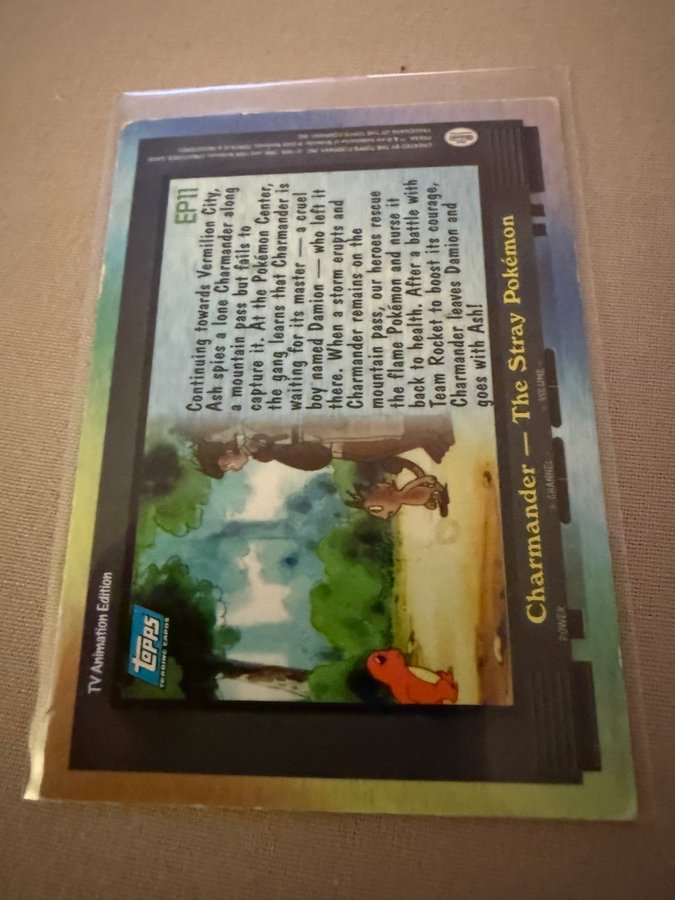 TV Animation Edition
topps
TRADING CARDS
EP11
Continuing towards Vermilion City,
Ash spies a lone Charmander along
a mountain pass but fails to
capture it. At the Pokémon Center,
the gang learns that Charmander is
waiting for its master — a cruel
boy named Damion — who left it
there. When a storm erupts and
Charmander remains on the
mountain pass, our heroes rescue
the flame Pokémon and nurse it
back to health. After a battle with
Team Rocket to boost its courage,
Charmander leaves Damion and
goes with Ash!
Charmander — The Stray Pokémon
POWER
- CHANNEL +
- VOLUME +